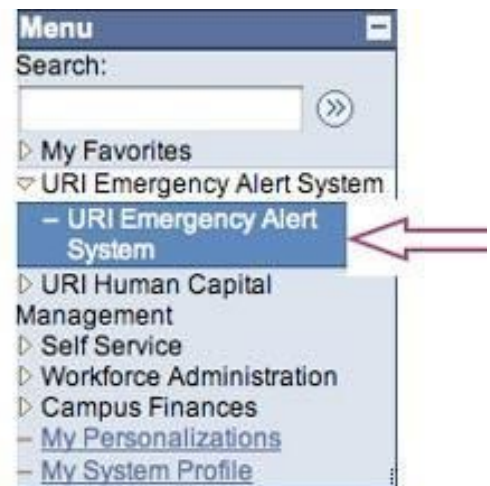 Menu
Search:
My Favorites
URI Emergency Alert System
– URI Emergency Alert
System
URI Human Capital
Management
Self Service
Workforce Administration
Campus Finances
– My Personalizations
– My System Profile